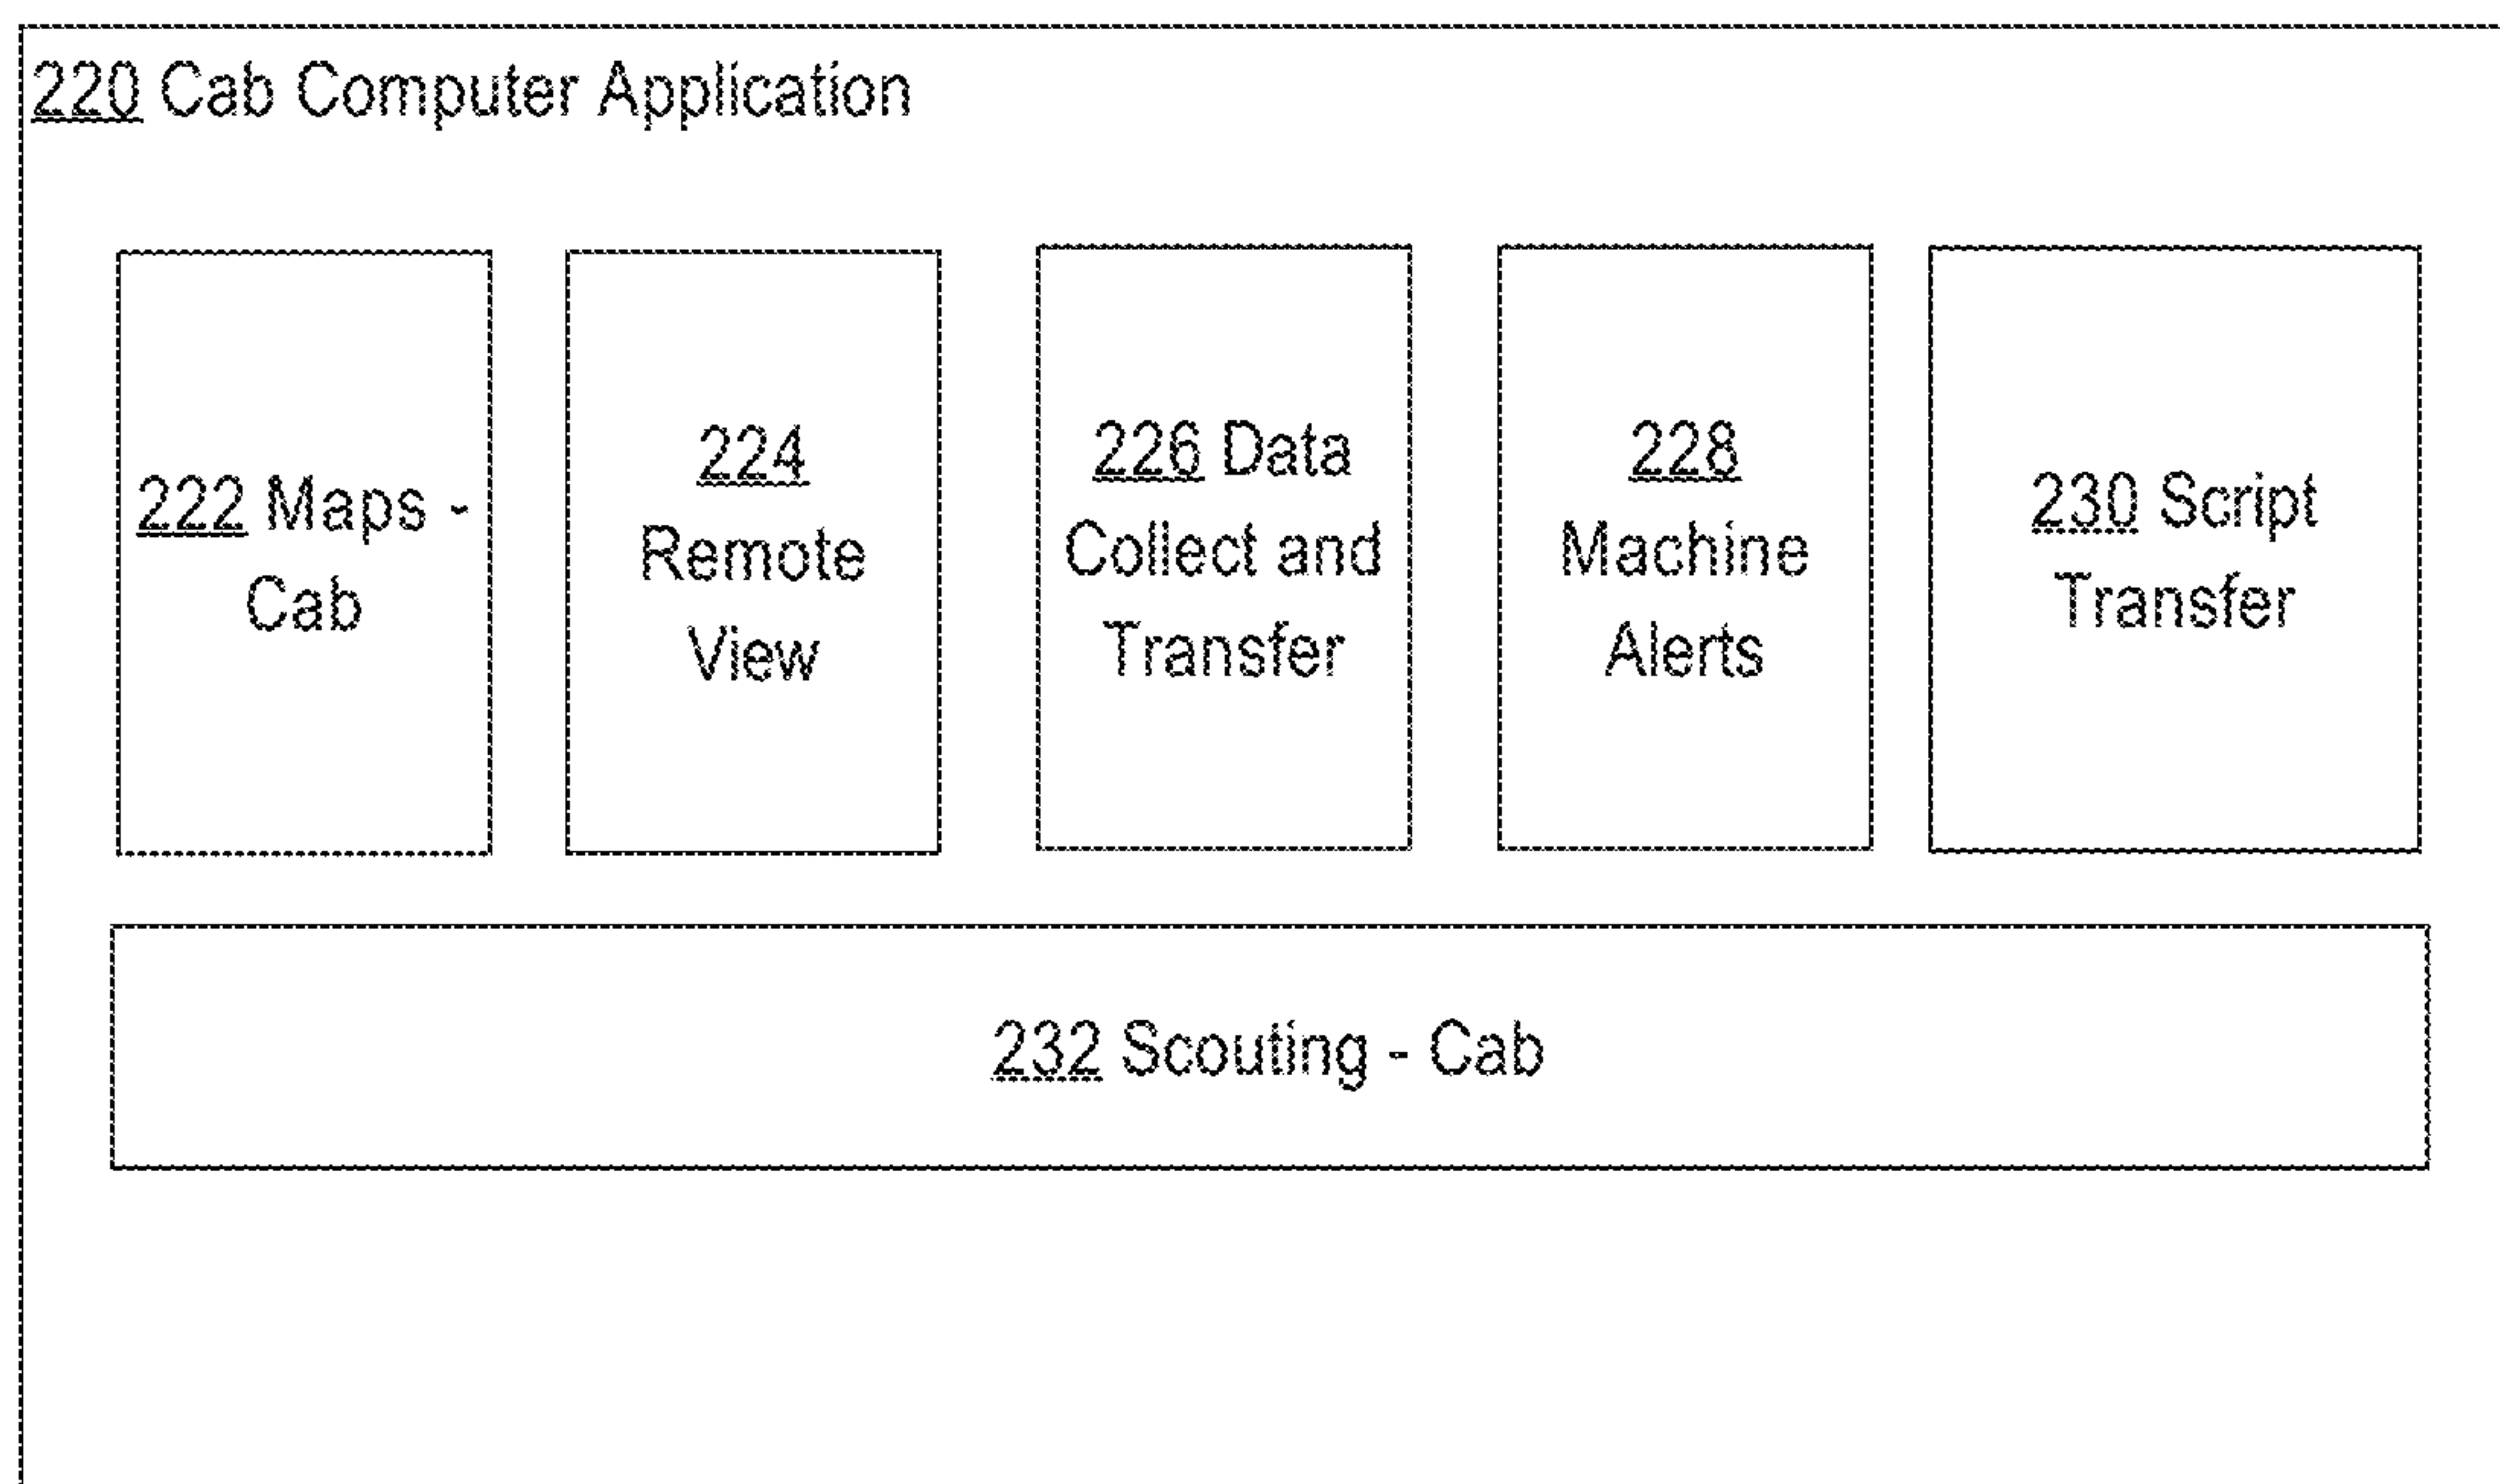 220 Cab Computer Application
222 Maps -
Cab
224
Remote
View
226 Data
Collect and
Transfer
228
Machine
Alerts
230 Script
Transfer
232 Scouting - Cab